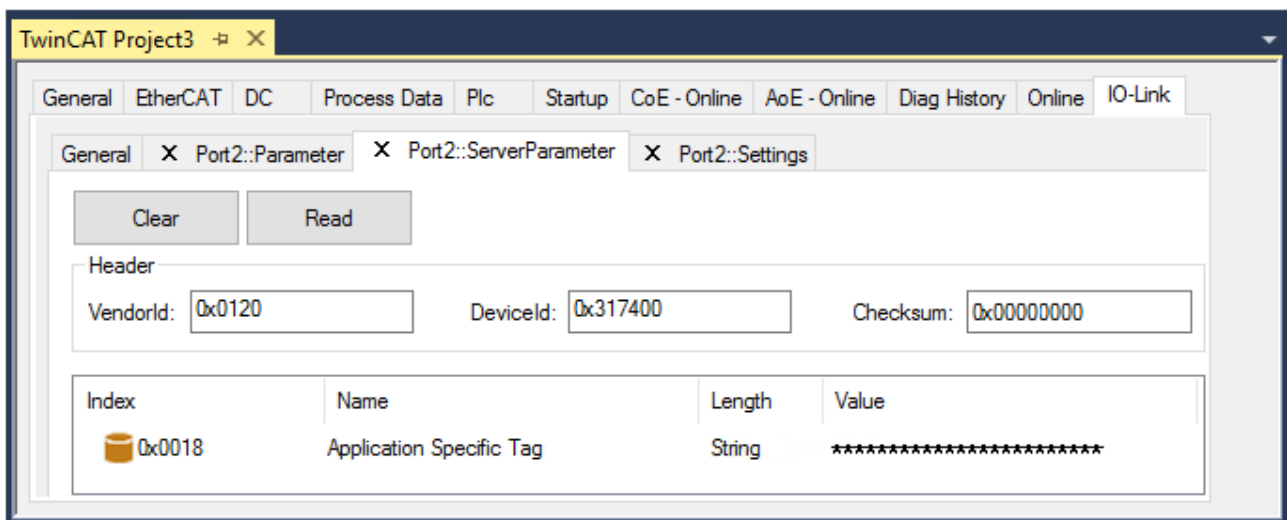 TwinCAT Project3
General EtherCAT DC Process Data Plc Startup CoE - Online AoE - Online Diag History Online IO-Link
General X Port2::Parameter X Port2::ServerParameter X Port2::Settings
Clear Read
Header
VendorId: 0x0120 DeviceId: 0x317400 Checksum: 0x00000000
Index Name Length Value
0x0018 Application Specific Tag String ************************